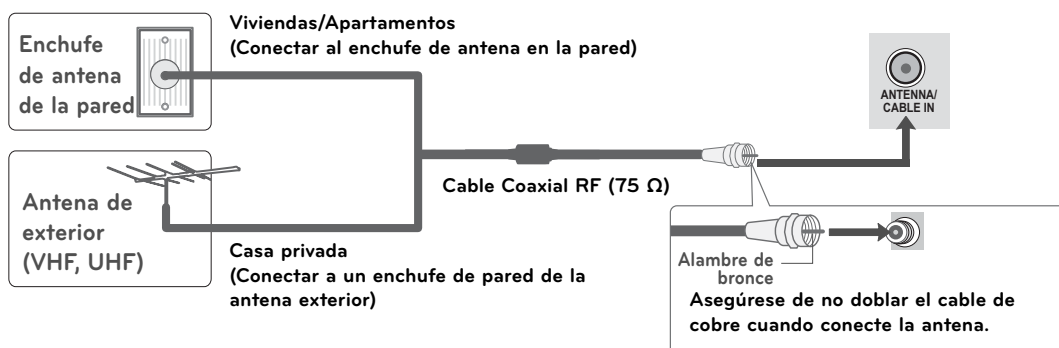 Enchufe
de antena
de la pared
Viviendas/Apartamentos
(Conectar al enchufe de antena en la pared)
ANTENNA/
CABLE IN
Antena de
exterior
(VHF, UHF)
Cable Coaxial RF (75 Ω)
Casa privada
(Conectar a un enchufe de pared de la
antena exterior)
Alambre de
bronce
Asegúrese de no doblar el cable de
cobre cuando conecte la antena.